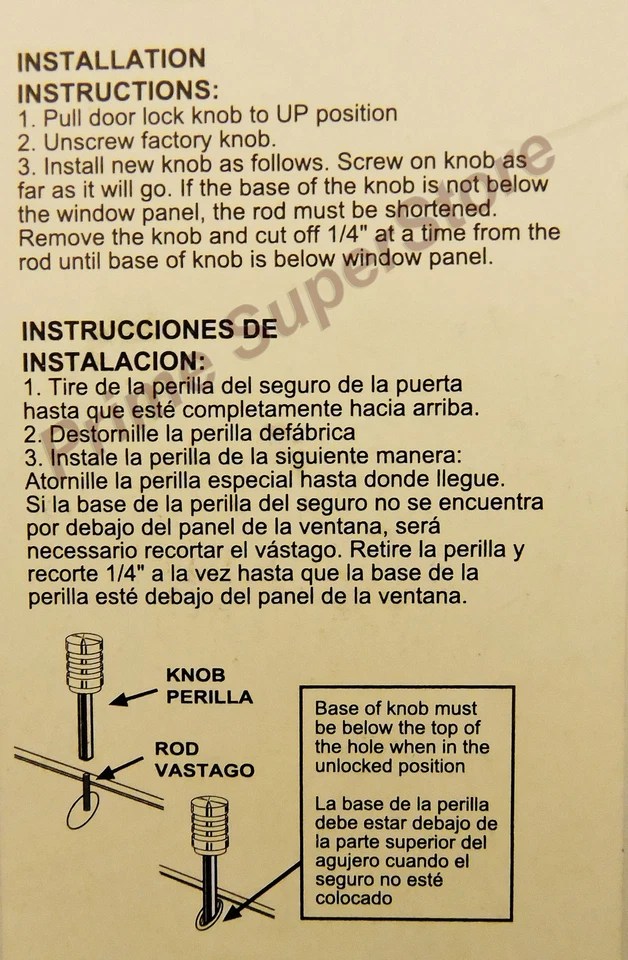 INSTALLATION
INSTRUCTIONS:
1. Pull door lock knob to UP position
2. Unscrew factory knob.
3. Install new knob as follows. Screw on knob as
far as it will go. If the base of the knob is not below
the window panel, the rod must be shortened.
Remove the knob and cut off 1/4" at a time from the
rod until base of knob is below window panel.
INSTRUCCIONES DE
INSTALACION:
1. Tire de la perilla del seguro de la puerta
hasta que esté completamente hacia arriba.
2. Destornille la perilla defábrica
3. Instale la perilla de la siguiente manera:
Atornille la perilla especial hasta donde llegue.
Si la base de la perilla del seguro no se encuentra
por debajo del panel de la ventana, será
necessario recortar el vástago. Retire la perilla y
recorte 1/4" a la vez hasta que la base de la
perilla esté debajo del panel de la ventana.
KNOB
PERILLA
ROD
VASTAGO
Base of knob must
be below the top of
the hole when in the
unlocked position
La base de la perilla
debe estar debajo de
la parte superior del
agujero cuando el
seguro no esté
colocado
Prime SuperStore